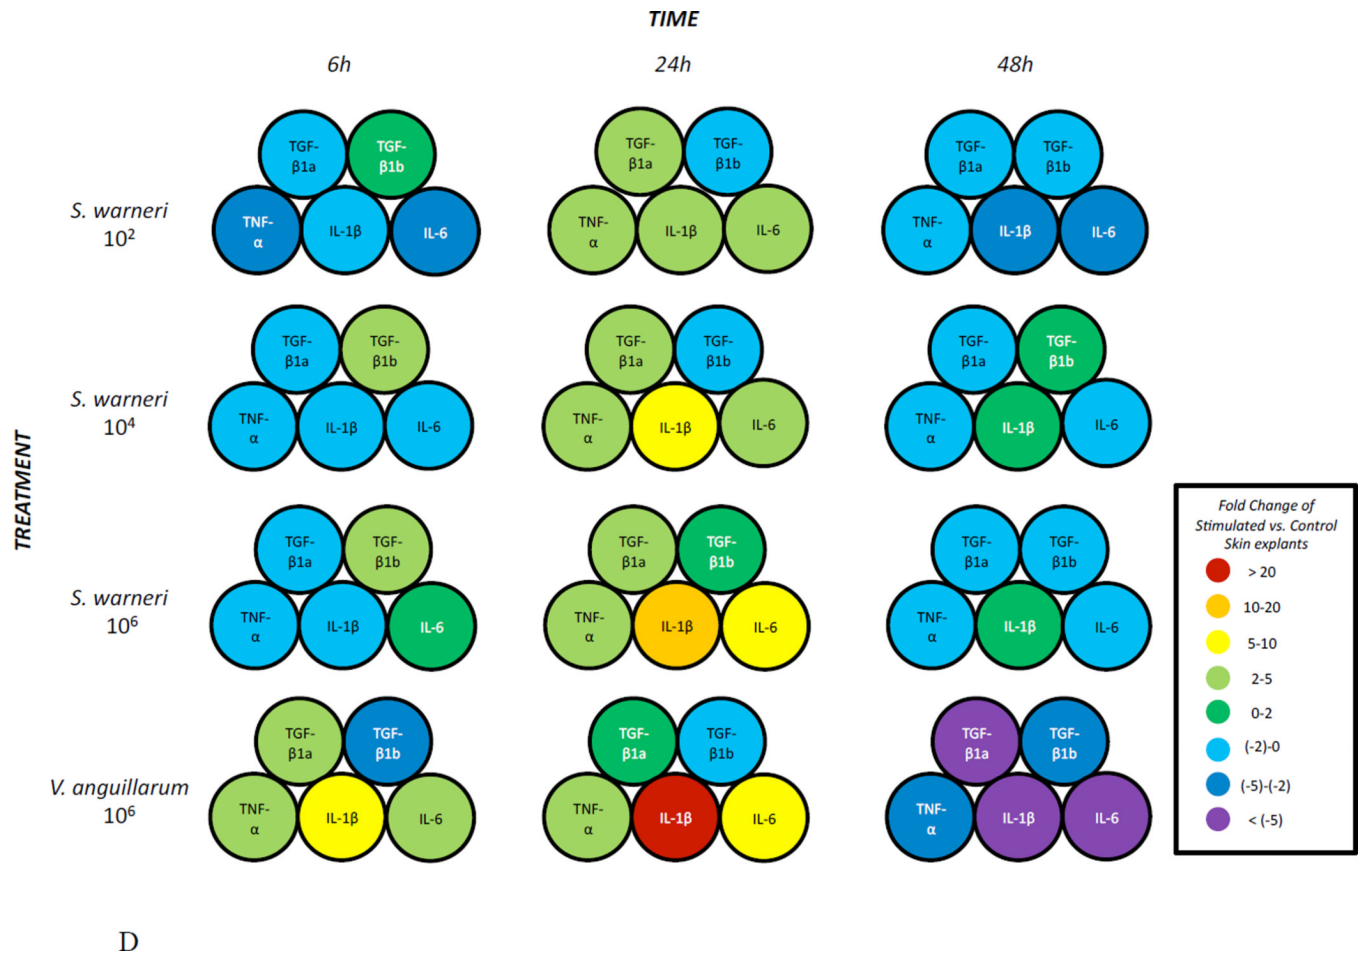 TIME
6h
24h
48h
TREATMENT
S. warneri
10²
TGF-
β1a
TGF-
β1b
TNF-
α
IL-1β
IL-6
TGF-
β1a
TGF-
β1b
TNF-
α
IL-1β
IL-6
TGF-
β1a
TGF-
β1b
TNF-
α
IL-1β
IL-6
S. warneri
10⁴
TGF-
β1a
TGF-
β1b
TNF-
α
IL-1β
IL-6
TGF-
β1a
TGF-
β1b
TNF-
α
IL-1β
IL-6
TGF-
β1a
TGF-
β1b
TNF-
α
IL-1β
IL-6
S. warneri
10⁶
TGF-
β1a
TGF-
β1b
TNF-
α
IL-1β
IL-6
TGF-
β1a
TGF-
β1b
TNF-
α
IL-1β
IL-6
TGF-
β1a
TGF-
β1b
TNF-
α
IL-1β
IL-6
V. anguillarum
10⁶
TGF-
β1a
TGF-
β1b
TNF-
α
IL-1β
IL-6
TGF-
β1a
TGF-
β1b
TNF-
α
IL-1β
IL-6
TGF-
β1a
TGF-
β1b
TNF-
α
IL-1β
IL-6
Fold Change of
Stimulated vs. Control
Skin explants
> 20
10-20
5-10
2-5
0-2
(-2)-0
(-5)-(-2)
< (-5)
D